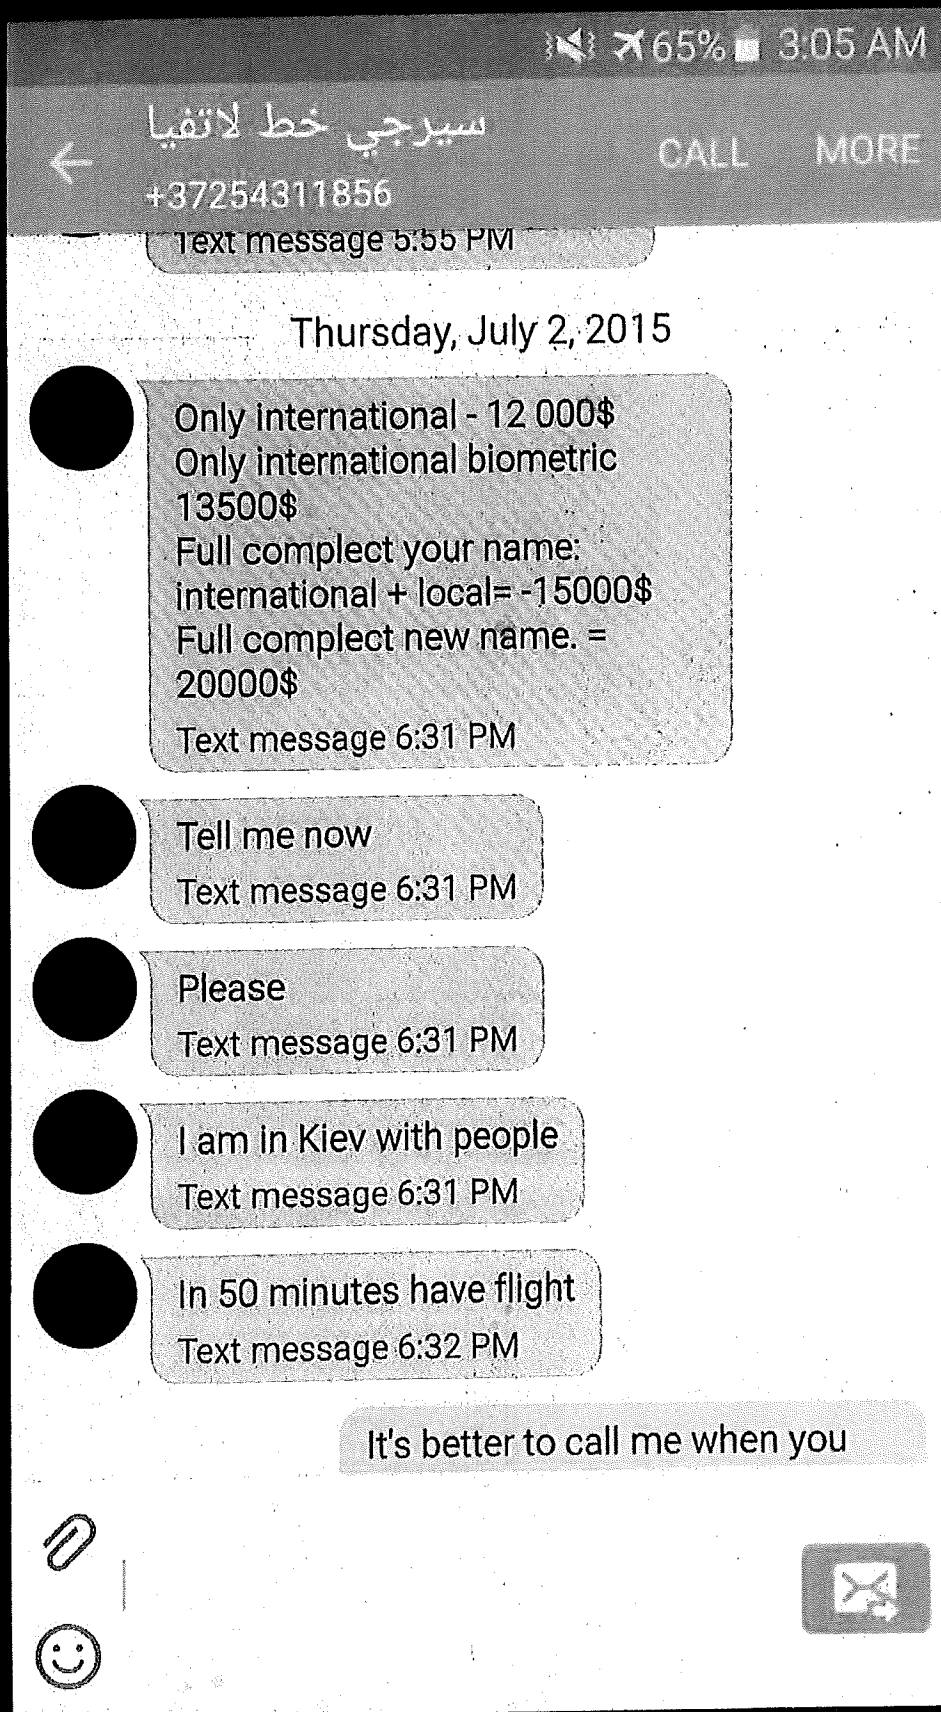 65% 3:05 AM
سيرجي خط لاتفيا
CALL MORE
+37254311856
Text message 5:55 PM
Thursday, July 2, 2015
Only international - 12 000$
Only international biometric
13500$
Full complect your name:
international + local= -15000$
Full complect new name. =
20000$
Text message 6:31 PM
Tell me now
Text message 6:31 PM
Please
Text message 6:31 PM
I am in Kiev with people
Text message 6:31 PM
In 50 minutes have flight
Text message 6:32 PM
It's better to call me when you